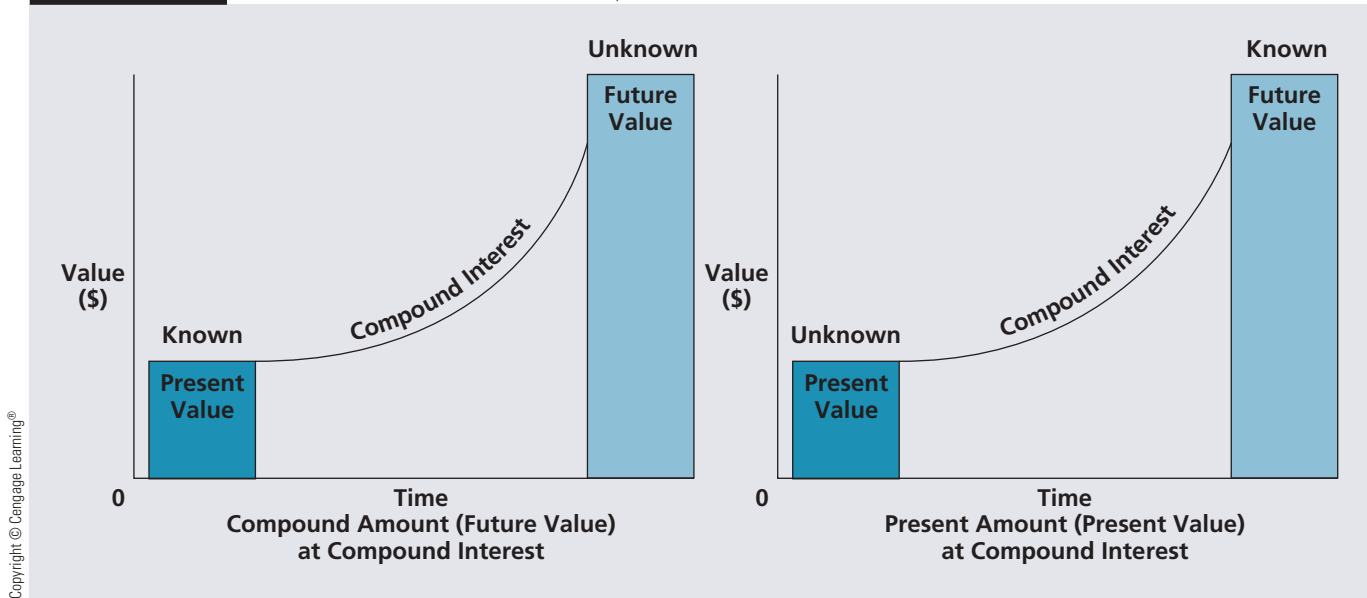 Unknown
Future
Value
Value
($)
Compound Interest
Known
Present
Value
0
Time
Compound Amount (Future Value)
at Compound Interest
Known
Future
Value
Value
($)
Compound Interest
Unknown
Present
Value
0
Time
Present Amount (Present Value)
at Compound Interest
Copyright © Cengage Learning®